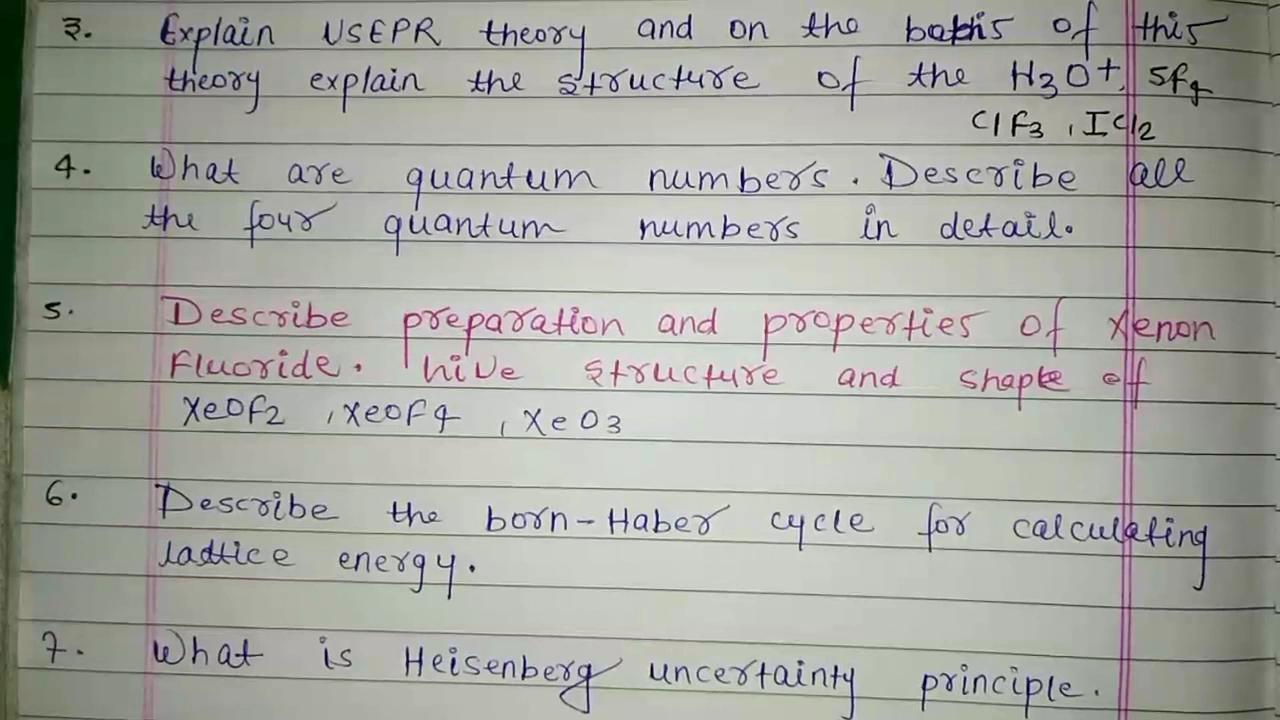 3. Explain VSEPR theory and on the bathis of this
theory explain the structure of the H3O+, SF4
ClF3, ICl2
4. What are quantum numbers. Describe all
the four quantum numbers in detail.
5. Describe preparation and properties of Xenon
Fluoride. hive structure and shape of
XeOF2, XeOF4, XeO3
6. Describe the born-Haber cycle for calculating
lattice energy.
7. What is Heisenberg uncertainty principle.